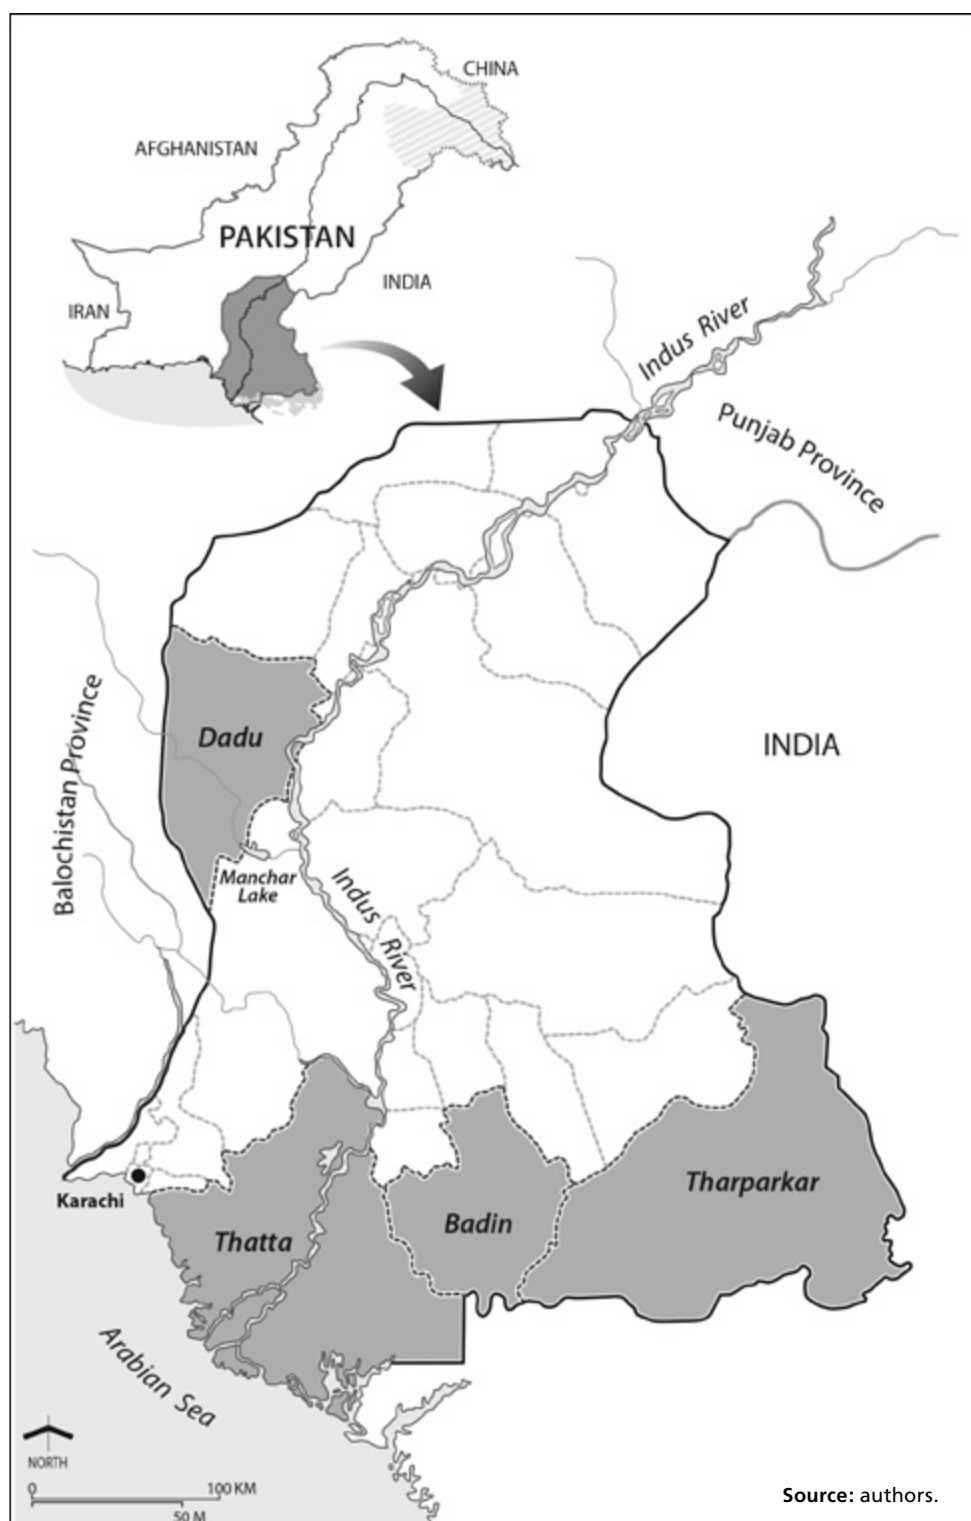 CHINA
AFGHANISTAN
PAKISTAN
INDIA
IRAN
Indus River
Punjab Province
Dadu
INDIA
Balochistan Province
Manchar
Lake
Indus River
Tharparkar
Karachi
Badin
Thatta
Arabian Sea
NORTH
0 100 KM
50 M
Source: authors.